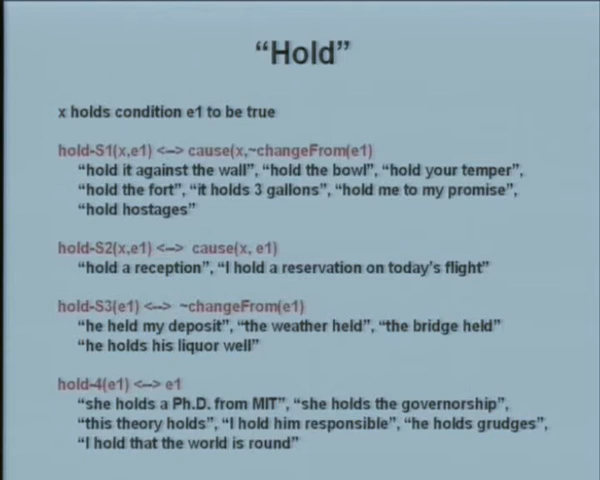 “Hold”
x holds condition e1 to be true
hold-S1(x,e1) <--> cause(x,~changeFrom(e1)
“hold it against the wall”, “hold the bowl”, “hold your temper”,
“hold the fort”, “it holds 3 gallons”, “hold me to my promise”,
“hold hostages”
hold-S2(x,e1) <--> cause(x, e1)
“hold a reception”, “I hold a reservation on today's flight”
hold-S3(e1) <--> ~changeFrom(e1)
“he held my deposit”, “the weather held”, “the bridge held”
“he holds his liquor well”
hold-4(e1) <--> e1
“she holds a Ph.D. from MIT”, “she holds the governorship”,
“this theory holds”, “I hold him responsible”, “he holds grudges”,
“I hold that the world is round”